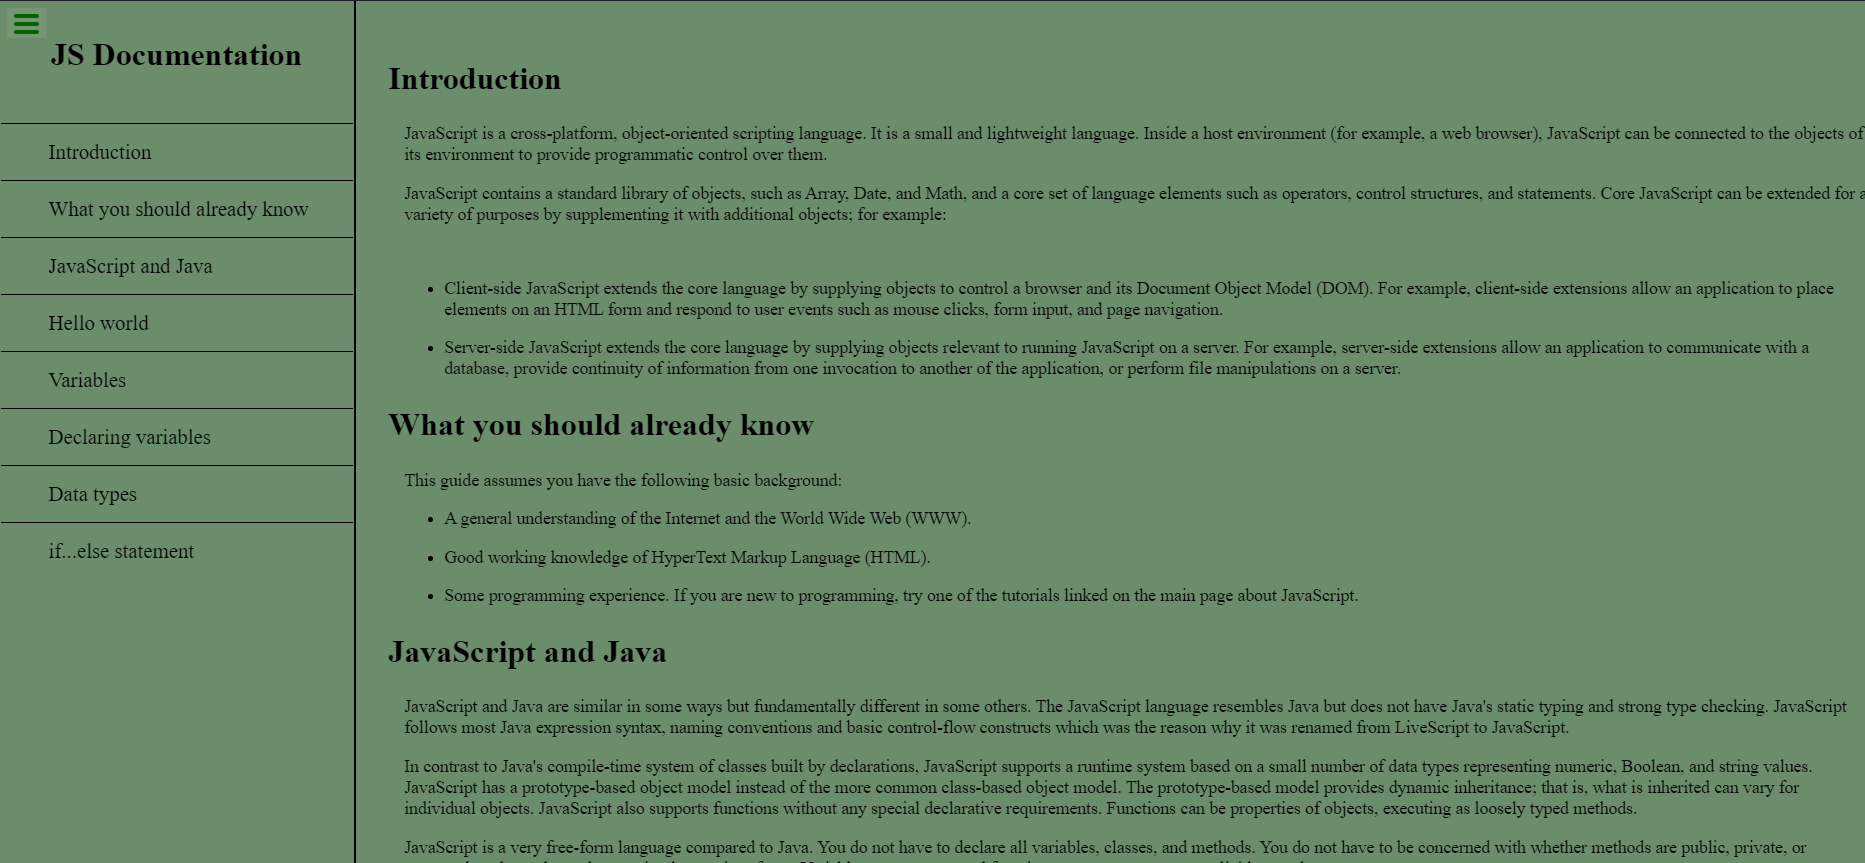 JS Documentation
Introduction
What you should already know
JavaScript and Java
Hello world
Variables
Declaring variables
Data types
if...else statement
Introduction
JavaScript is a cross-platform, object-oriented scripting language. It is a small and lightweight language. Inside a host environment (for example, a web browser), JavaScript can be connected to the objects of
its environment to provide programmatic control over them.
JavaScript contains a standard library of objects, such as Array, Date, and Math, and a core set of language elements such as operators, control structures, and statements. Core JavaScript can be extended for a
variety of purposes by supplementing it with additional objects; for example:
• Client-side JavaScript extends the core language by supplying objects to control a browser and its Document Object Model (DOM). For example, client-side extensions allow an application to place
elements on an HTML form and respond to user events such as mouse clicks, form input, and page navigation.
• Server-side JavaScript extends the core language by supplying objects relevant to running JavaScript on a server. For example, server-side extensions allow an application to communicate with a
database, provide continuity of information from one invocation to another of the application, or perform file manipulations on a server.
What you should already know
This guide assumes you have the following basic background:
• A general understanding of the Internet and the World Wide Web (WWW).
• Good working knowledge of HyperText Markup Language (HTML).
• Some programming experience. If you are new to programming, try one of the tutorials linked on the main page about JavaScript.
JavaScript and Java
JavaScript and Java are similar in some ways but fundamentally different in some others. The JavaScript language resembles Java but does not have Java's static typing and strong type checking. JavaScript
follows most Java expression syntax, naming conventions and basic control-flow constructs which was the reason why it was renamed from LiveScript to JavaScript.
In contrast to Java's compile-time system of classes built by declarations, JavaScript supports a runtime system based on a small number of data types representing numeric, Boolean, and string values.
JavaScript has a prototype-based object model instead of the more common class-based object model. The prototype-based model provides dynamic inheritance; that is, what is inherited can vary for
individual objects. JavaScript also supports functions without any special declarative requirements. Functions can be properties of objects, executing as loosely typed methods.
JavaScript is a very free-form language compared to Java. You do not have to declare all variables, classes, and methods. You do not have to be concerned with whether methods are public, private, or